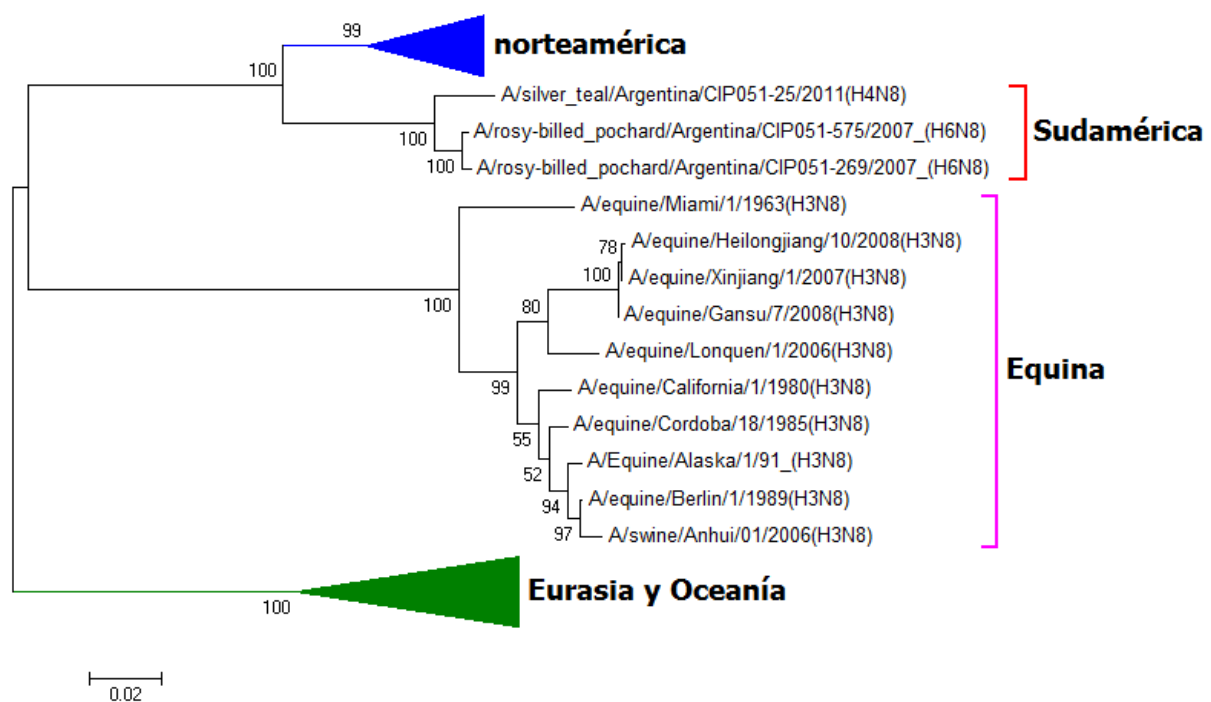 99
norteamérica
100
A/silver_teal/Argentina/CIP051-25/2011(H4N8)
100
A/rosy-billed_pochard/Argentina/CIP051-575/2007_(H6N8)
Sudamérica
100
A/rosy-billed_pochard/Argentina/CIP051-269/2007_(H6N8)
A/equine/Miami/1/1963(H3N8)
78
A/equine/Heilongjiang/10/2008(H3N8)
100
A/equine/Xinjiang/1/2007(H3N8)
100
80
A/equine/Gansu/7/2008(H3N8)
A/equine/Lonquen/1/2006(H3N8)
Equina
99
A/equine/California/1/1980(H3N8)
55
A/equine/Cordoba/18/1985(H3N8)
52
A/Equine/Alaska/1/91_(H3N8)
94
A/equine/Berlin/1/1989(H3N8)
97
A/swine/Anhui/01/2006(H3N8)
Eurasia y Oceanía
100
0.02